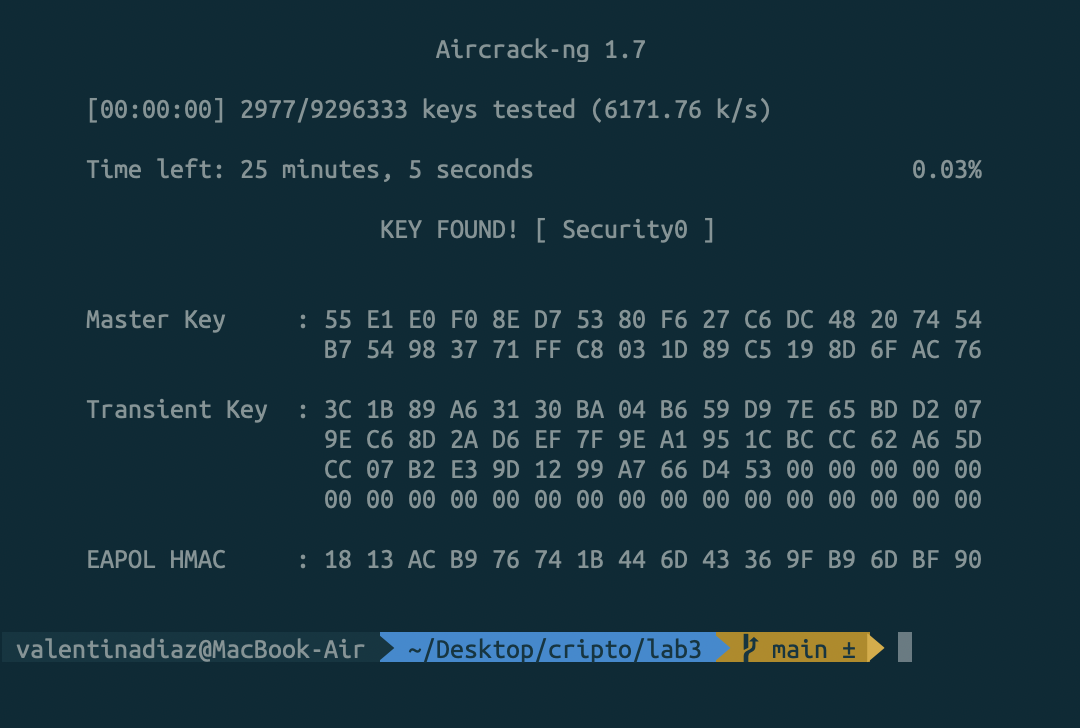 Aircrack-ng 1.7
[00:00:00] 2977/9296333 keys tested (6171.76 k/s)
Time left: 25 minutes, 5 seconds 0.03%
KEY FOUND! [ Security0 ]
Master Key : 55 E1 E0 F0 8E D7 53 80 F6 27 C6 DC 48 20 74 54
B7 54 98 37 71 FF C8 03 1D 89 C5 19 8D 6F AC 76
Transient Key : 3C 1B 89 A6 31 30 BA 04 B6 59 D9 7E 65 BD D2 07
9E C6 8D 2A D6 EF 7F 9E A1 95 1C BC CC 62 A6 5D
CC 07 B2 E3 9D 12 99 A7 66 D4 53 00 00 00 00 00
00 00 00 00 00 00 00 00 00 00 00 00 00 00 00 00
EAPOL HMAC : 18 13 AC B9 76 74 1B 44 6D 43 36 9F B9 6D BF 90
valentinadiaz@MacBook-Air ~/Desktop/cripto/lab3 main ±